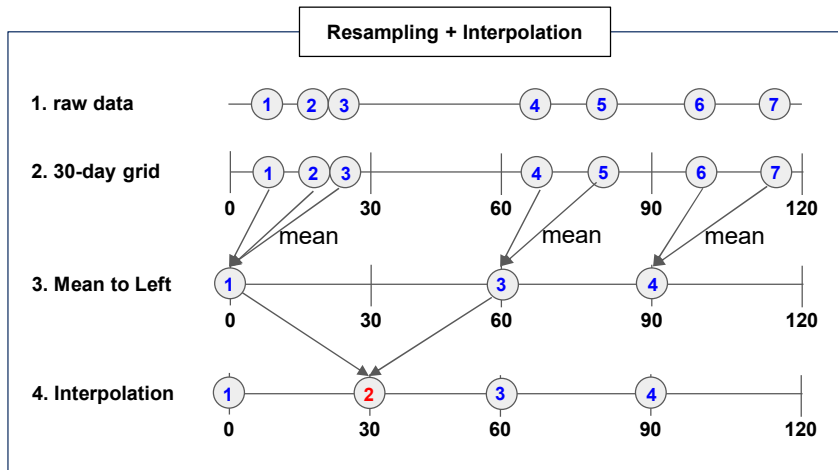 Resampling + Interpolation
1. raw data
1 2 3 4 5 6 7
2. 30-day grid
1 2 3 4 5 6 7
0 30 60 90 120
mean mean mean
3. Mean to Left
1 3 4
0 30 60 90 120
4. Interpolation
1 2 3 4
0 30 60 90 120